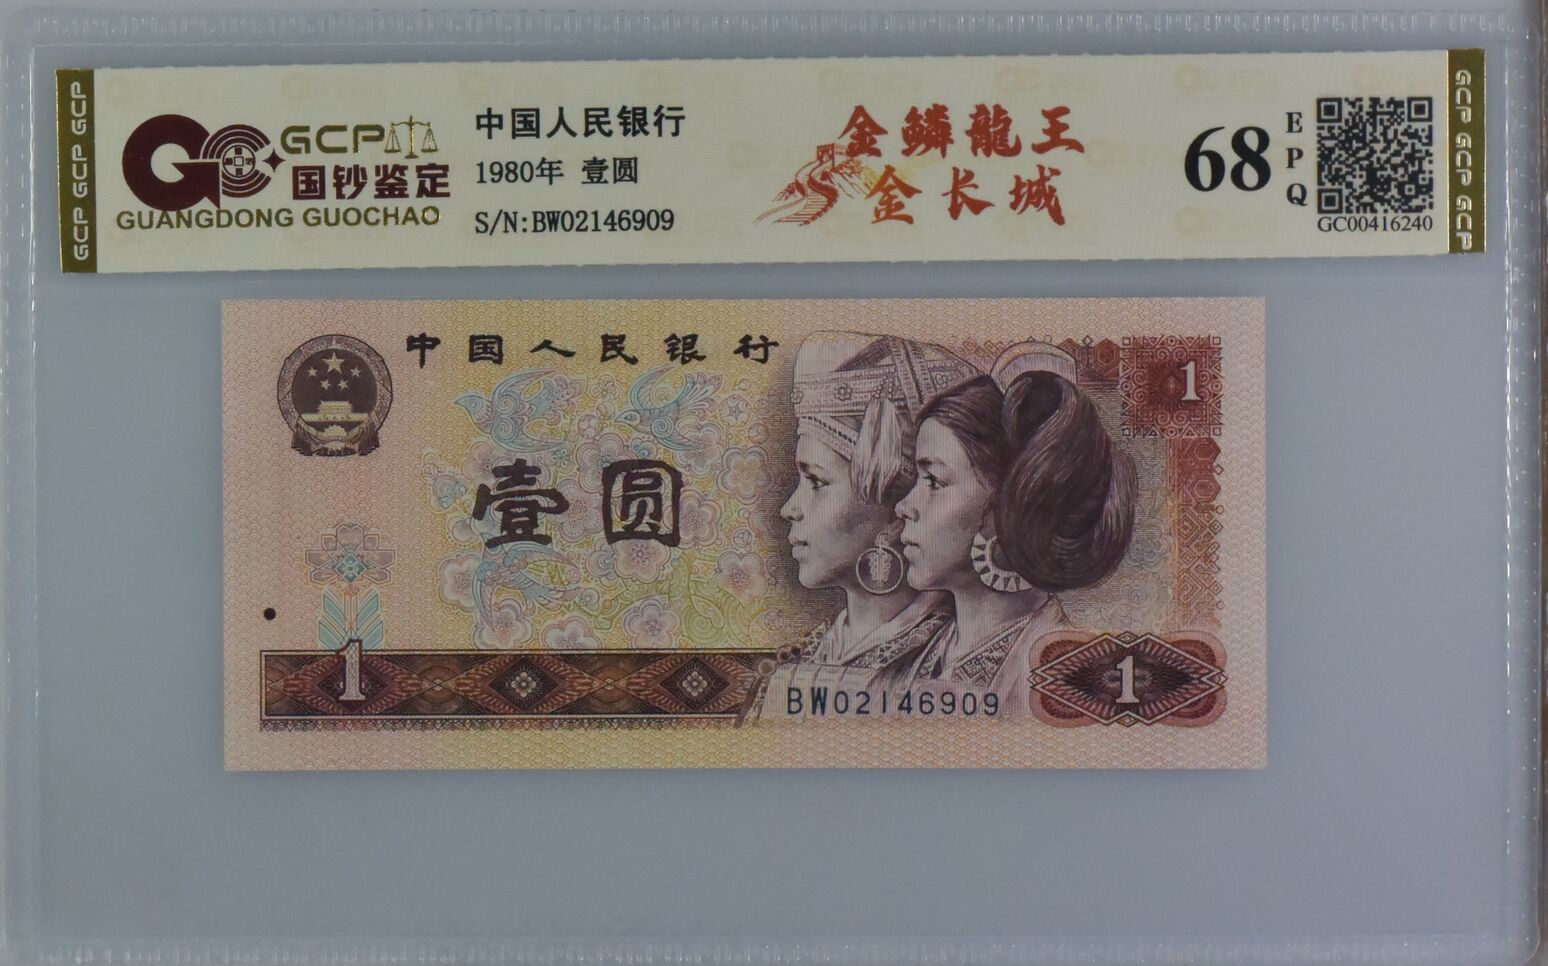 GCP GCP GCP
GCP
国钞鉴定
GUANGDONG GUOCHAO
中国人民银行
1980年 壹圆
S/N:BW02146909
金鳞龍王
金长城
68
EPQ
GC00416240
GCP GCP GCP
中国人民银行
1
壹圆
1
BW02146909
1